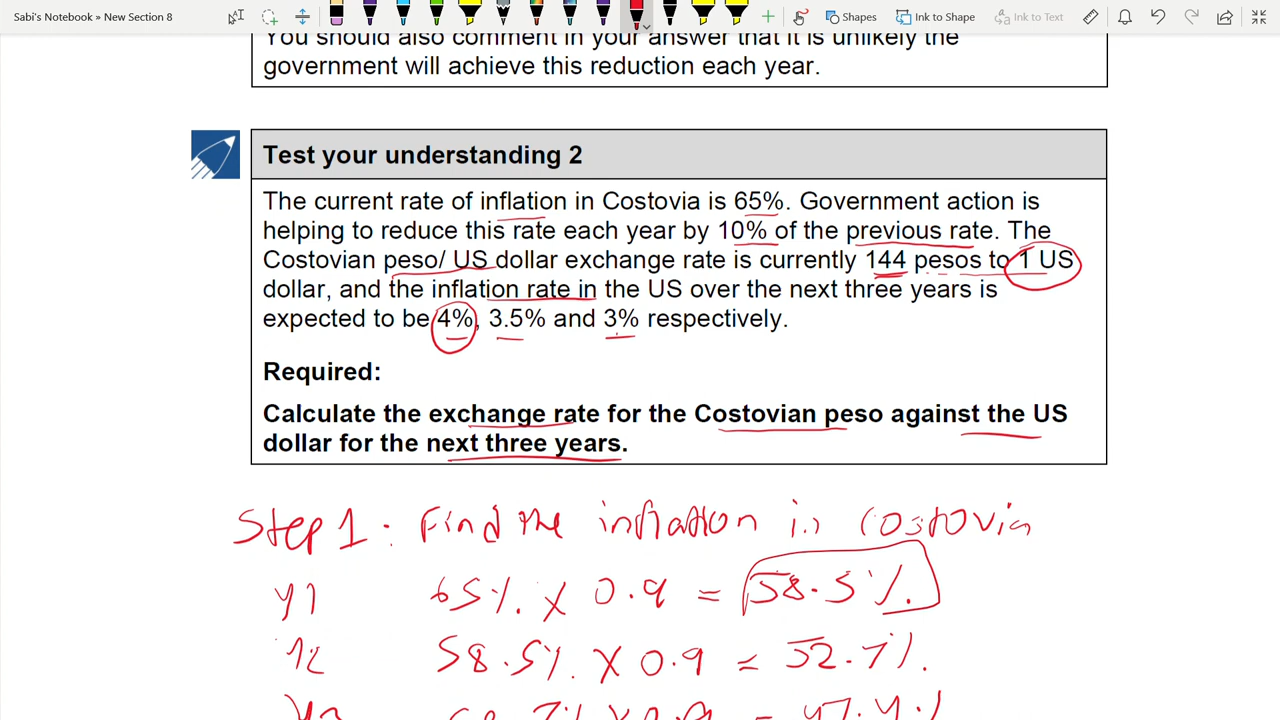 Sabi's Notebook » New Section 8
Shapes
Ink to Shape
Ink to Text
You should also comment in your answer that it is unlikely the
government will achieve this reduction each year.
Test your understanding 2
The current rate of inflation in Costovia is 65%. Government action is
helping to reduce this rate each year by 10% of the previous rate. The
Costovian peso/ US dollar exchange rate is currently 144 pesos to 1 US
dollar, and the inflation rate in the US over the next three years is
expected to be 4%, 3.5% and 3% respectively.
Required:
Calculate the exchange rate for the Costovian peso against the US
dollar for the next three years.
Step 1: Find the inflation in Costovia
y1 65% x 0.9 = 58.5%.
58.5% x 0.9 = 52.7%.